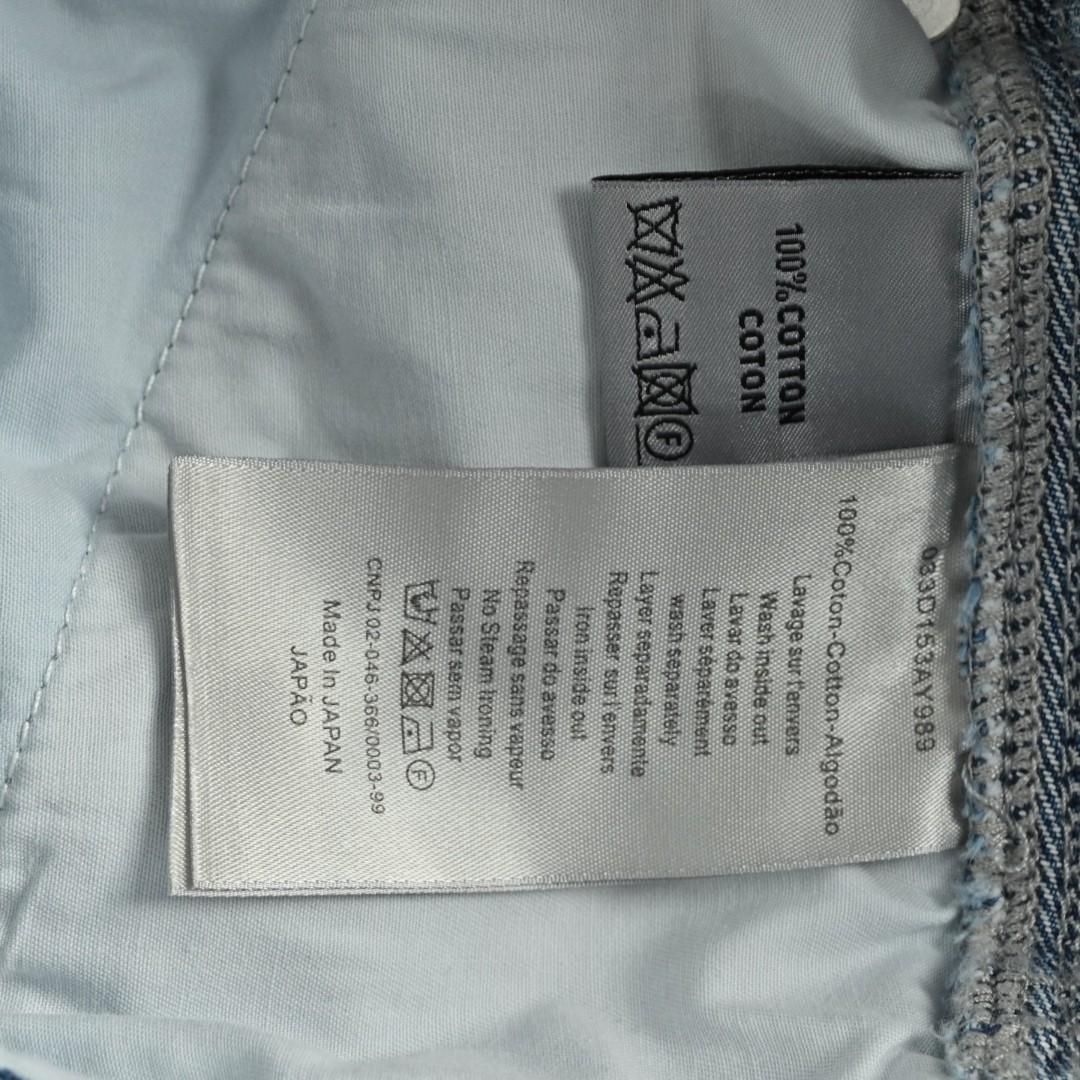 100%COTTON
COTON
F
033D153AY989
100%Coton-Cotton-Algodão
Lavage sur l'envers
Wash inside out
Lavar do avesso
Laver séparément
wash separately
Layer separadamente
Repasser sur l envers
Iron inside out
Passar do avesso
Repassage sans vapeur
No Steam Ironing
Passar sem vapor
F
CNPJ 02-046-366/0003-99
Made In JAPAN
JAPÃO